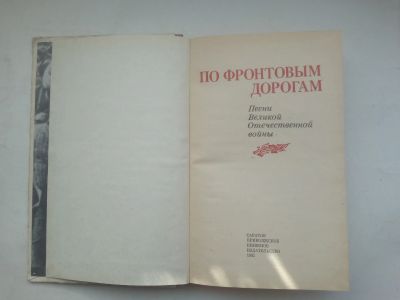 ПО ФРОНТОВЫМ
ДОРОГАМ
Песни
Великой
Отечественной
войны
САРАТОВ
ПРИВОЛЖСКОЕ
КНИЖНОЕ
ИЗДАТЕЛЬСТВО